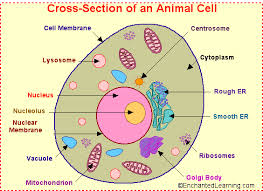 Cross-Section of an Animal Cell
Cell Membrane
Centrosome
Lysosome
Cytoplasm
Nucleus
Rough ER
Nucleolus
Smooth ER
Nuclear
Membrane
Vacuole
Ribosomes
Mitochondrion
Golgi Body
©EnchantedLearning.com